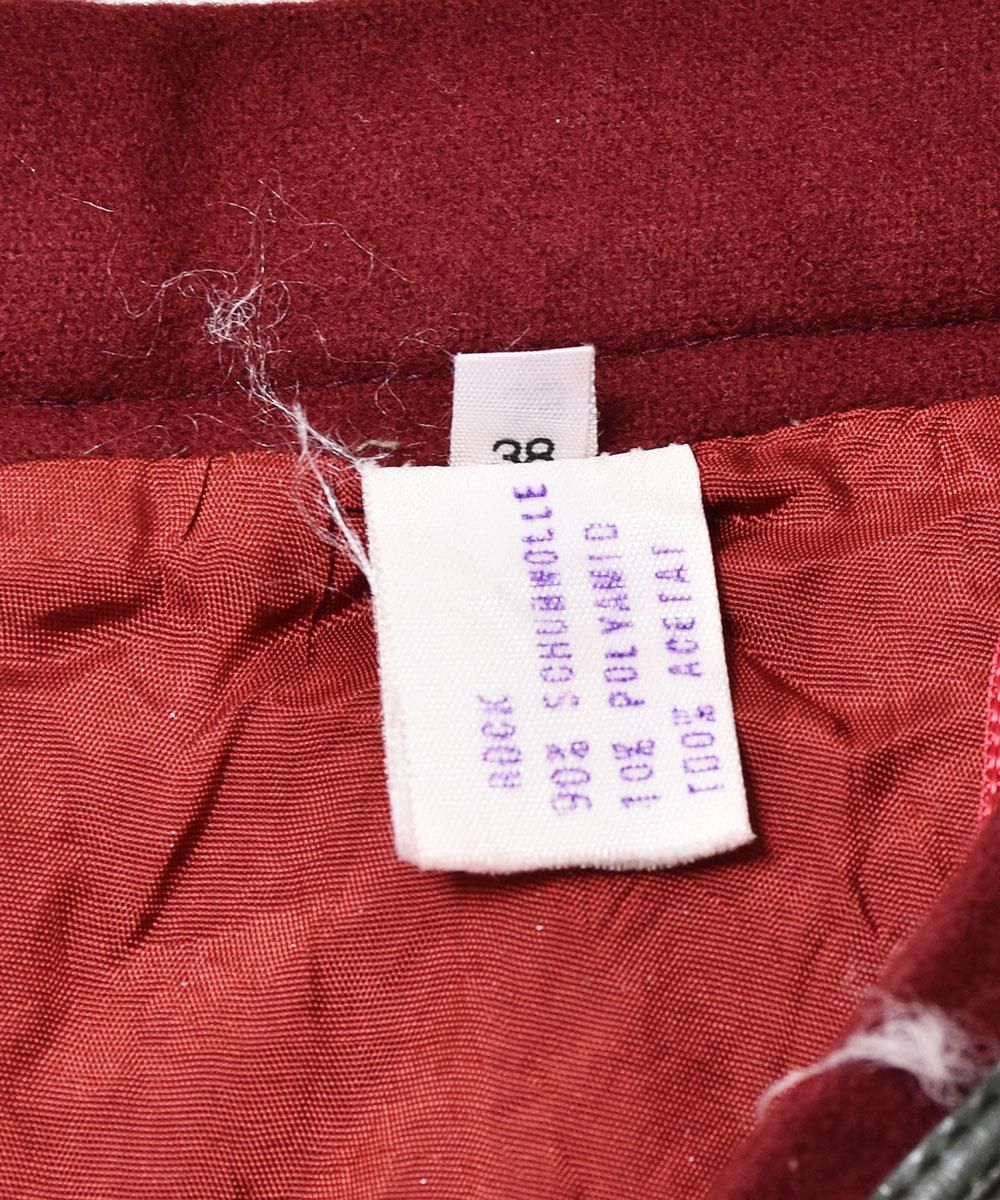 38
ROCK
90% SCHURWOLLE
10% POLYAMID
100% ACETAT